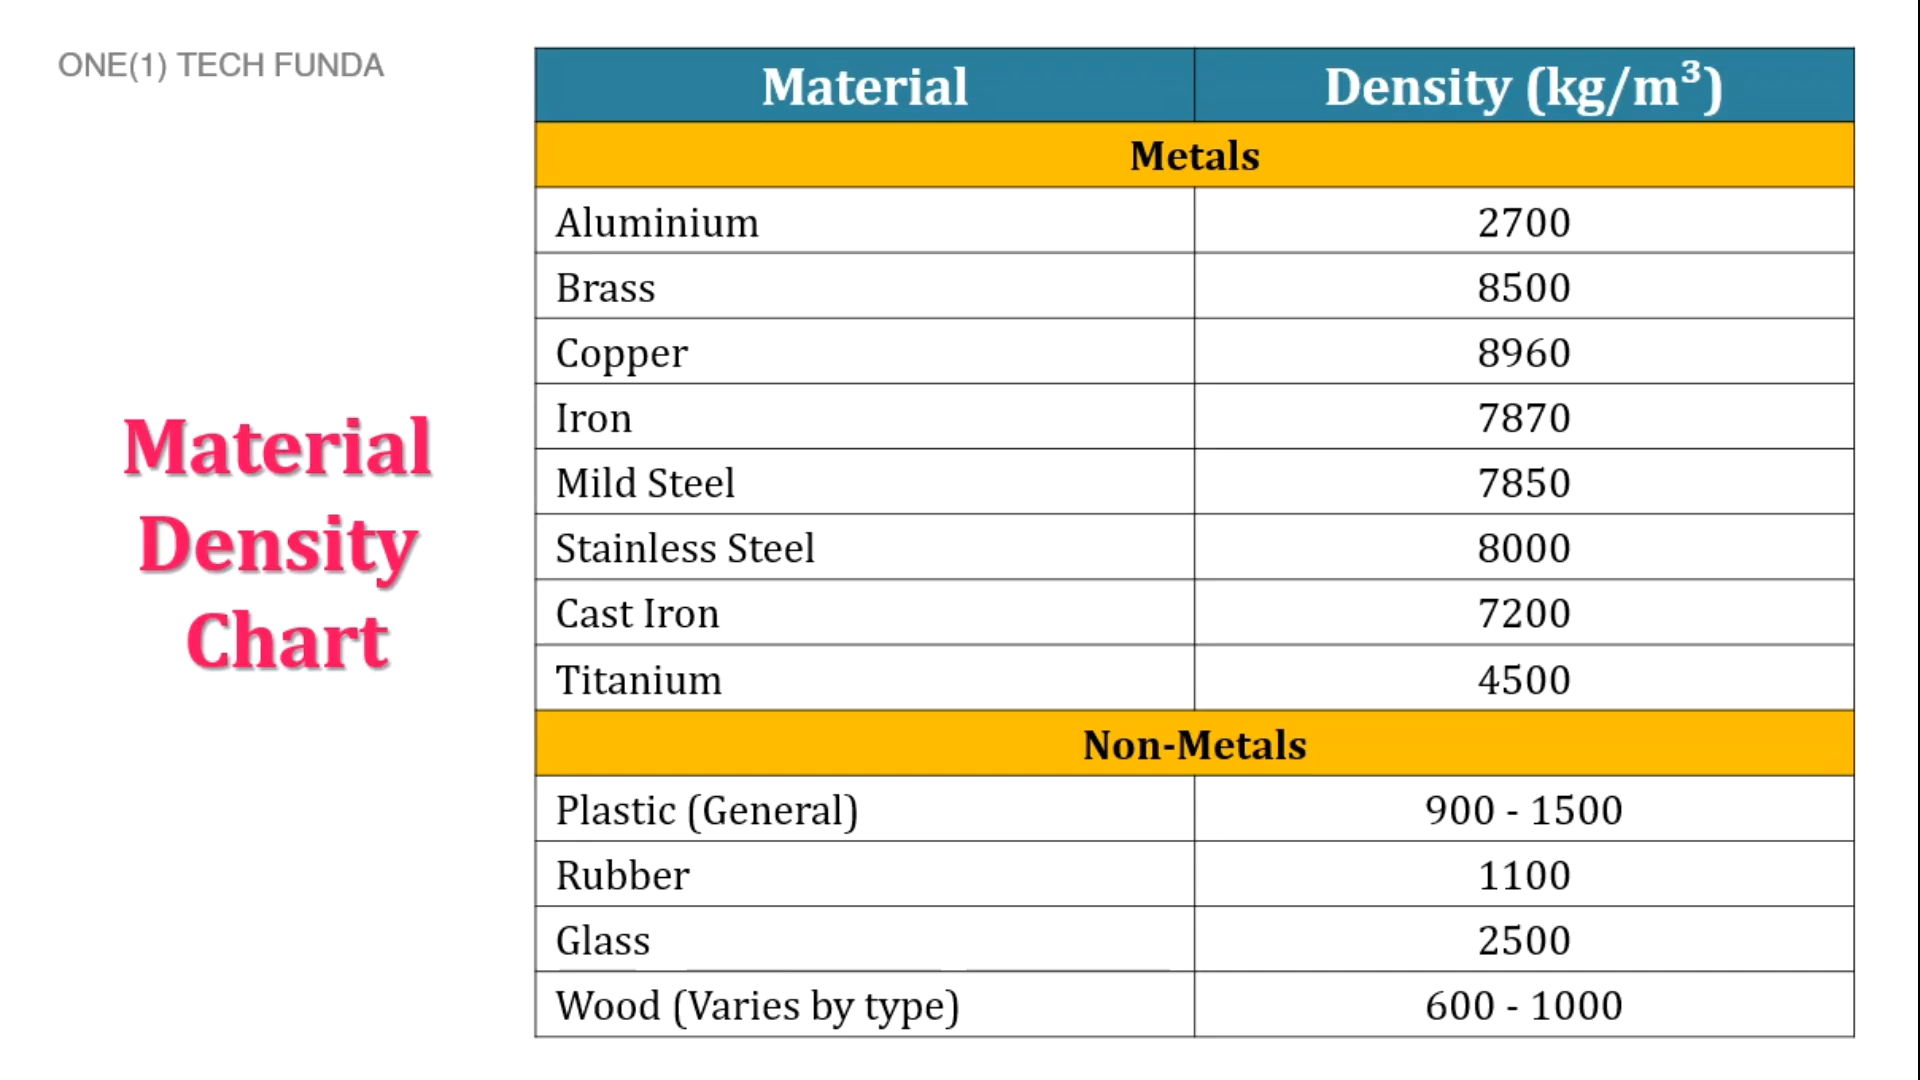 ONE(1) TECH FUNDA
Material
Density
Chart
Material Density (kg/m³)
Metals
Aluminium 2700
Brass 8500
Copper 8960
Iron 7870
Mild Steel 7850
Stainless Steel 8000
Cast Iron 7200
Titanium 4500
Non-Metals
Plastic (General) 900 - 1500
Rubber 1100
Glass 2500
Wood (Varies by type) 600 - 1000